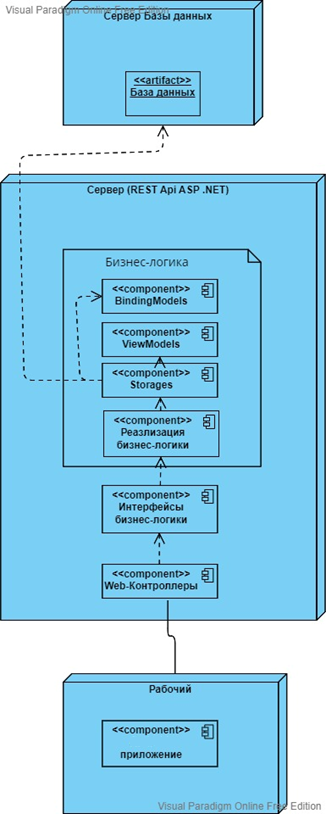 Visual Paradigm Online Free Edition
Сервер Базы данных
<<artifact>>
База данных
Сервер (REST Api ASP .NET)
Бизнес-логика
<<component>>
BindingModels
<<component>>
ViewModels
<<component>>
Storages
<<component>>
Реазлизация
бизнес-логики
<<component>>
Интерфейсы
бизнес-логики
<<component>>
Web-Контроллеры
Рабочий
<<component>>
приложение
Visual Paradigm Online Free Edition